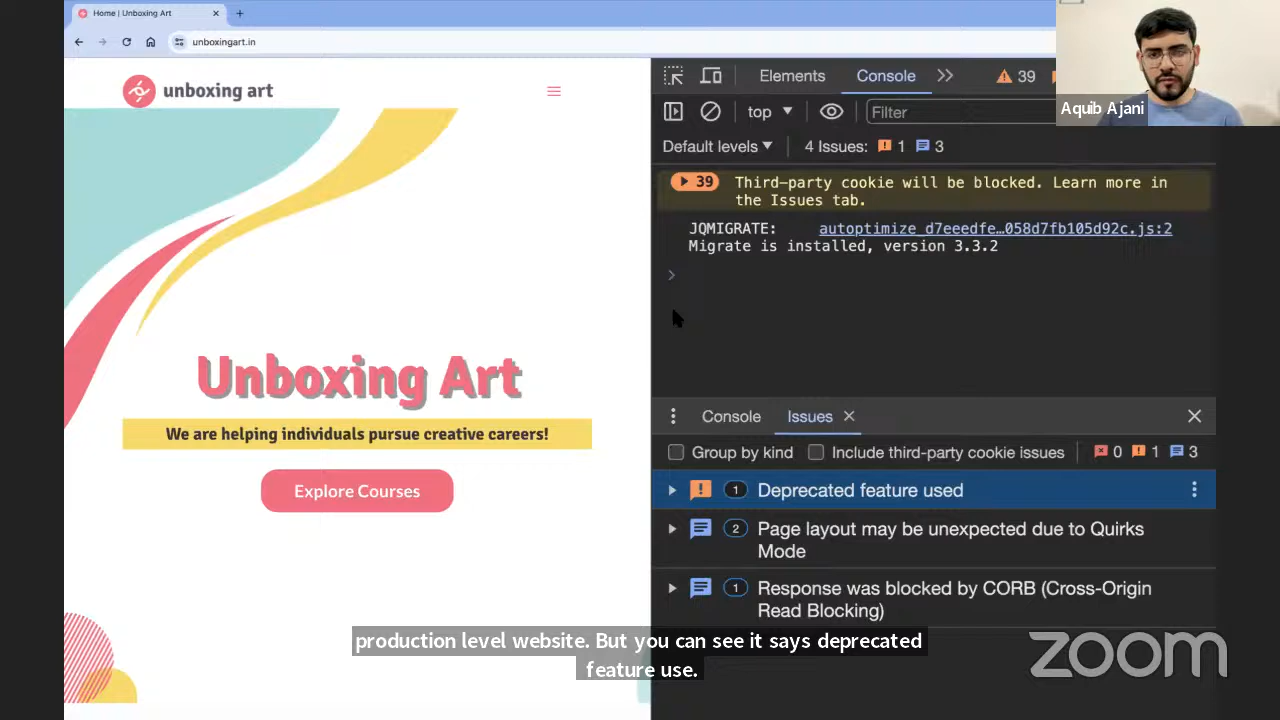 Home | Unboxing Art
unboxingart.in
unboxing art
Unboxing Art
We are helping individuals pursue creative careers!
Explore Courses
Elements Console 39
top Filter
Default levels 4 Issues: 1 3
39 Third-party cookie will be blocked. Learn more in
the Issues tab.
JQMIGRATE: autoptimize_d7eeedfe…058d7fb105d92c.js:2
Migrate is installed, version 3.3.2
Console Issues
Group by kind Include third-party cookie issues 0 1 3
1 Deprecated feature used
2 Page layout may be unexpected due to Quirks
Mode
1 Response was blocked by CORB (Cross-Origin
Read Blocking)
Aquib Ajani
production level website. But you can see it says deprecated
feature use.
zoom